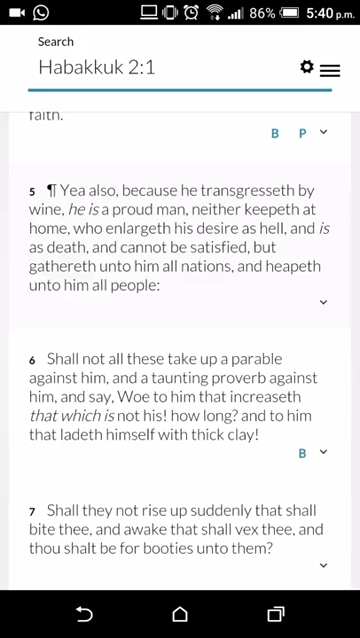 86% 5:40 p.m.
Search
Habakkuk 2:1
faith.
B P
5 ¶ Yea also, because he transgresseth by
wine, he is a proud man, neither keepeth at
home, who enlargeth his desire as hell, and is
as death, and cannot be satisfied, but
gathereth unto him all nations, and heapeth
unto him all people:
6 Shall not all these take up a parable
against him, and a taunting proverb against
him, and say, Woe to him that increaseth
that which is not his! how long? and to him
that ladeth himself with thick clay!
B
7 Shall they not rise up suddenly that shall
bite thee, and awake that shall vex thee, and
thou shalt be for booties unto them?